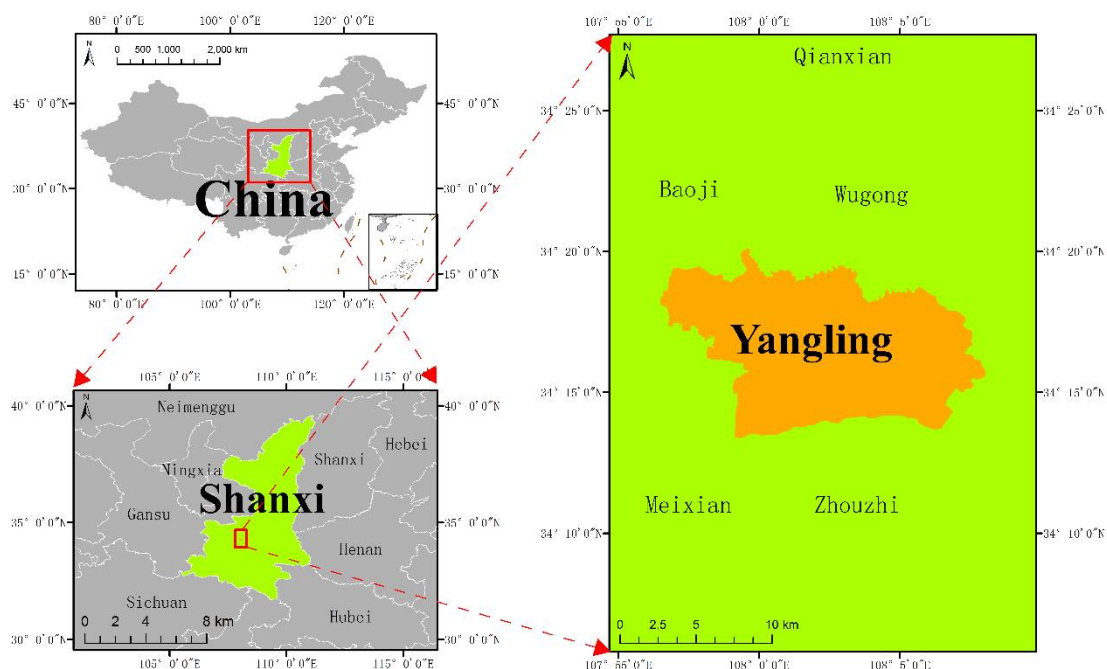 80° 0'0"E 100° 0'0"E 120° 0'0"E
N
0 500 1.000 2,000 km
45° 0'0"N 45° 0'0"N
30° 0'0"N 30° 0'0"N
China
15° 0'0"N 15° 0'0"N
80° 0'0"E 100° 0'0"E 120° 0'0"E
105° 0'0"E 110° 0'0"E 115° 0'0"E
40° 0'0"N 40° 0'0"N
N
Neimenggu
Hebei
Ningxia Shanxi
Shanxi
Gansu
35° 0'0"N 35° 0'0"N
Henan
Sichuan
Hubei
0 2 4 8 km
30° 0'0"N 30° 0'0"N
105° 0'0"E 110° 0'0"E 115° 0'0"E
107° 55'0"E 108° 0'0"E 108° 5'0"E
N
Qianxian
34° 25'0"N 34° 25'0"N
Baoji Wugong
34° 20'0"N 34° 20'0"N
Yangling
34° 15'0"N 34° 15'0"N
Meixian Zhouzhi
34° 10'0"N 34° 10'0"N
0 2.5 5 10 km
107° 55'0"E 108° 0'0"E 108° 5'0"E